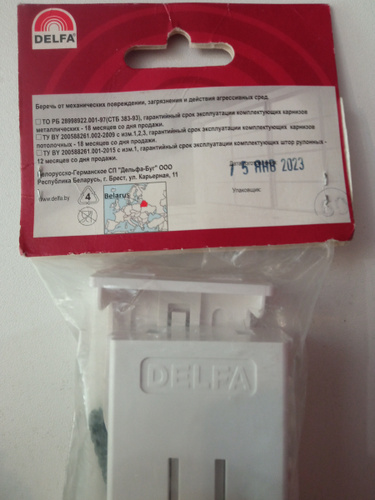 DELFA
Беречь от механических повреждений, загрязнения и действия агрессивных сред.
□ТО РБ 28998922.001-97(СТБ 383-93), гарантийный срок эксплуатации комплектующих карнизов
металлических - 18 месяцев со дня продажи.
□ТУ BY 200588261.002-2009 с изм.1,2,3, гарантийный срок эксплуатации комплектующих карнизов
потолочных - 18 месяцев со дня продажи.
□ТУ BY 200588261.001-2015 с изм.1, гарантийный срок эксплуатации комплектующих штор рулонных -
12 месяцев со дня продажи.
Белорусско-Германское СП "Дельфа-Буг" ООО
Республика Беларусь, г. Брест, ул. Карьерная, 11
www.delfa.by
4
Belarus
15 ЯНВ 2023
Упаковщик:
DELFA